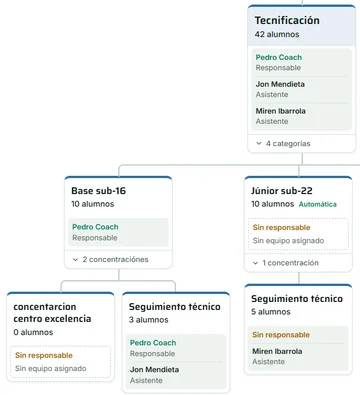 Tecnificación
42 alumnos
Pedro Coach
Responsable
Jon Mendieta
Asistente
Miren Ibarrola
Asistente
4 categorías
Base sub-16
10 alumnos
Pedro Coach
Responsable
2 concentraciónes
Júnior sub-22
10 alumnos Automática
Sin responsable
Sin equipo asignado
1 concentración
concentarcion
centro excelencia
0 alumnos
Sin responsable
Sin equipo asignado
Seguimiento técnico
3 alumnos
Pedro Coach
Responsable
Jon Mendieta
Asistente
Seguimiento técnico
5 alumnos
Sin responsable
Miren Ibarrola
Asistente